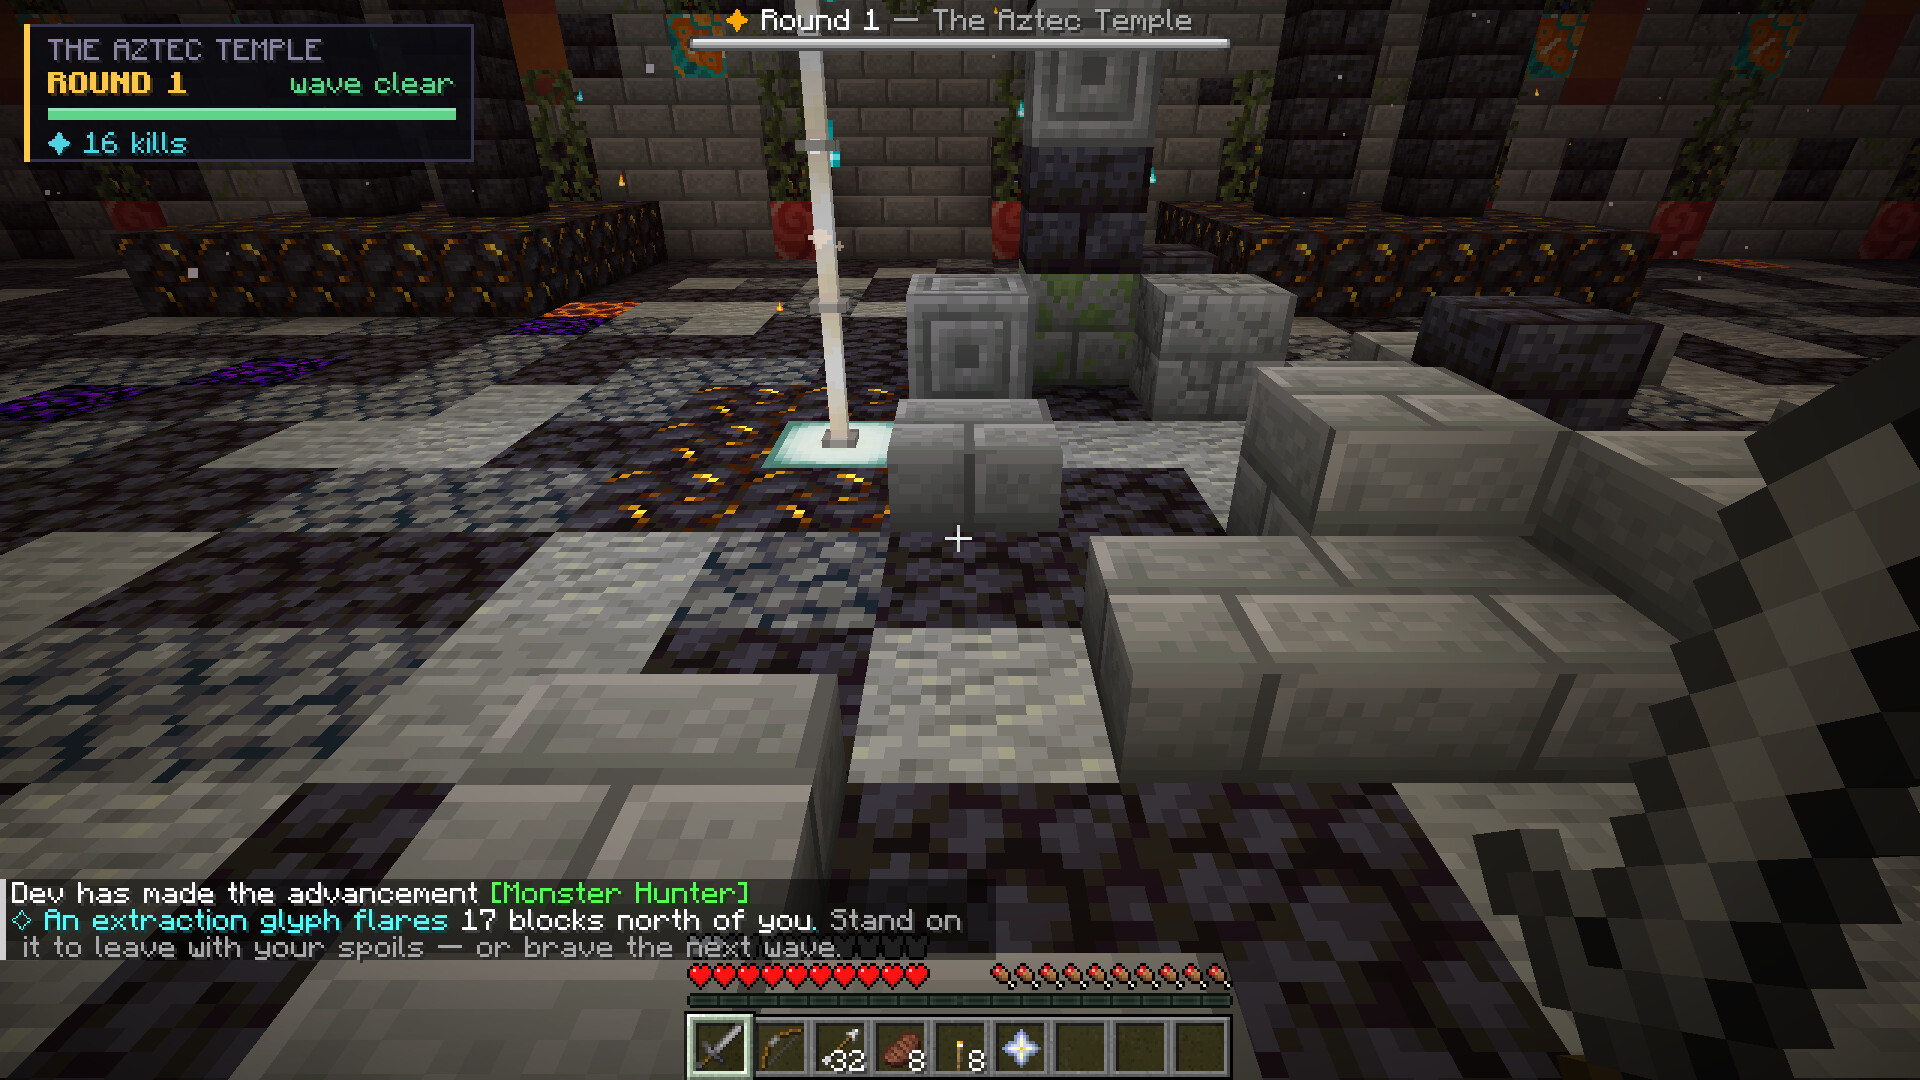 Round 1 — The Aztec Temple
THE AZTEC TEMPLE
ROUND 1 wave clear
16 kills
Dev has made the advancement [Monster Hunter]
An extraction glyph flares 17 blocks north of you. Stand on
it to leave with your spoils — or brave the next wave.
32 8 8